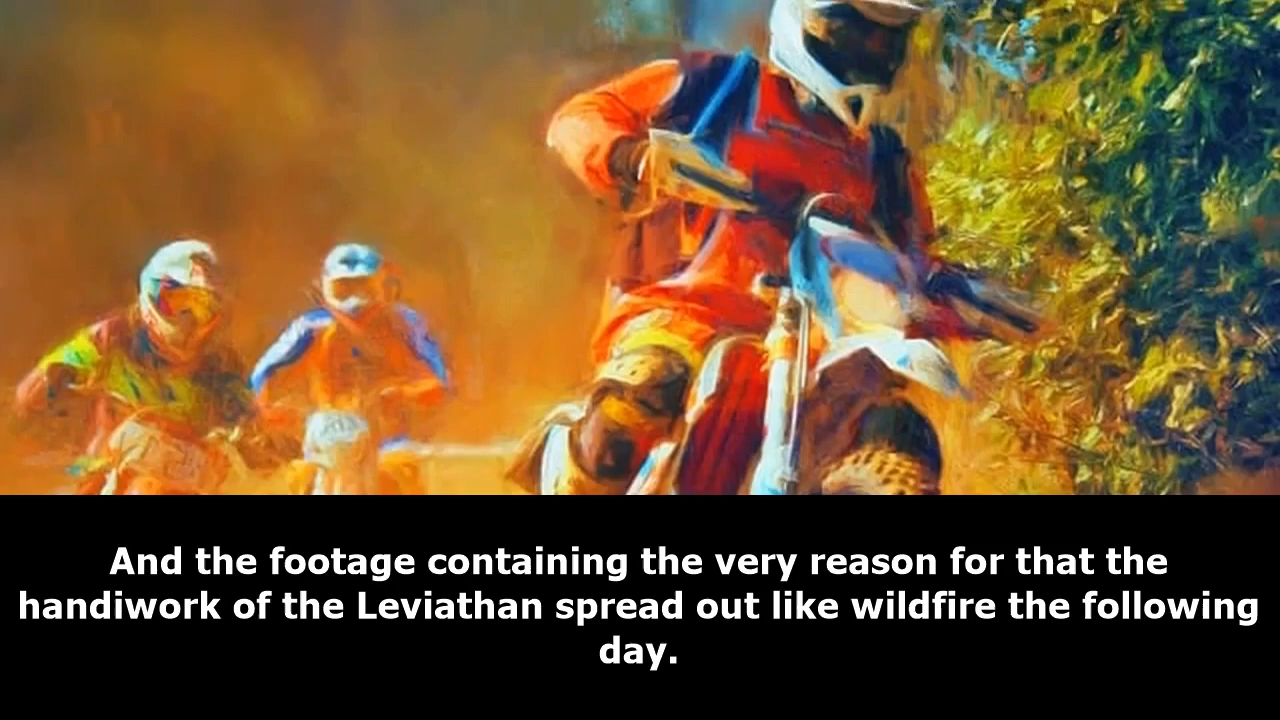 And the footage containing the very reason for that the
handiwork of the Leviathan spread out like wildfire the following
day.